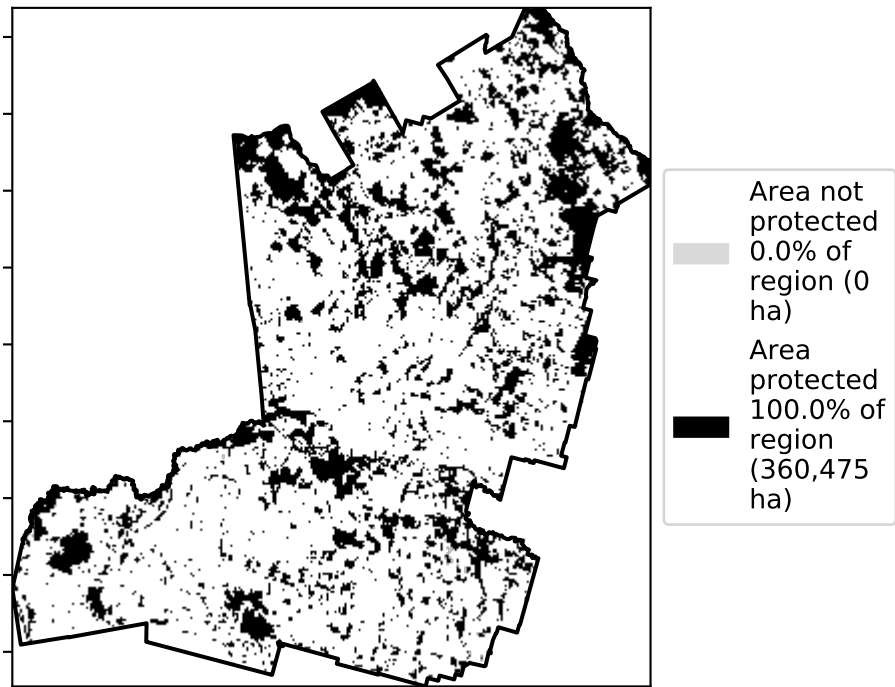 Area not
protected
0.0% of
region (0
ha)
Area
protected
100.0% of
region
(360,475
ha)